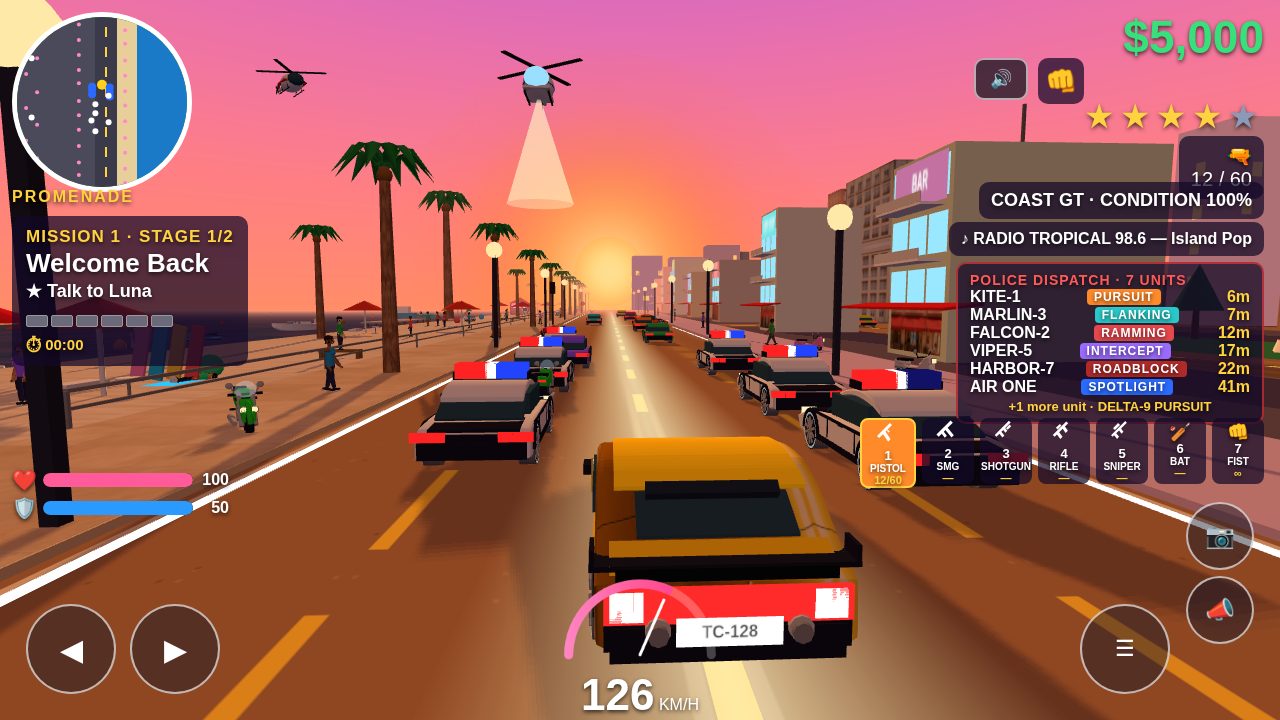 $5,000
12 / 60
PROMENADE
COAST GT · CONDITION 100%
♪ RADIO TROPICAL 98.6 — Island Pop
MISSION 1 · STAGE 1/2
Welcome Back
★ Talk to Luna
⏱ 00:00
BAR
POLICE DISPATCH · 7 UNITS
KITE-1 PURSUIT 6m
MARLIN-3 FLANKING 7m
FALCON-2 RAMMING 12m
VIPER-5 INTERCEPT 17m
HARBOR-7 ROADBLOCK 22m
AIR ONE SPOTLIGHT 41m
+1 more unit · DELTA-9 PURSUIT
1 PISTOL 12/60
2 SMG —
3 SHOTGUN —
4 RIFLE —
5 SNIPER —
6 BAT —
7 FIST ∞
100
50
TC-128
126 KM/H